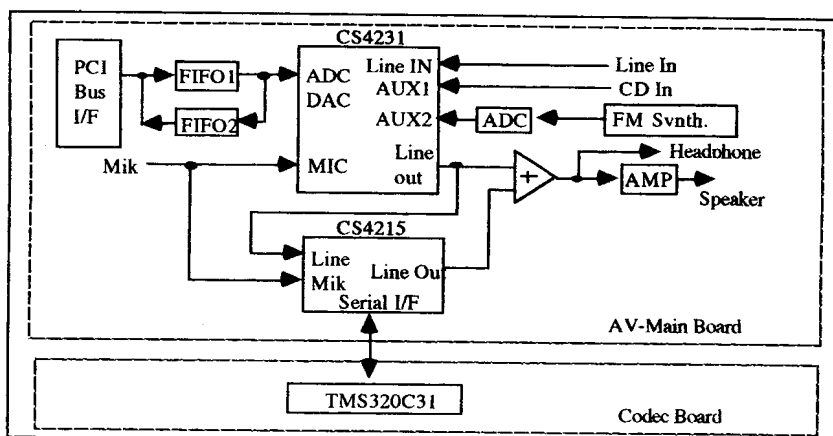 CS4231
PCI
Bus
I/F
FIFO1
FIFO2
ADC
DAC
Line IN
AUX1
AUX2
Line In
CD In
ADC
FM Svnth.
Mik
MIC
Line
out
+
Headphone
AMP
Speaker
CS4215
Line
Mik
Line Ou
Serial I/F
AV-Main Board
TMS320C31
Codec Board